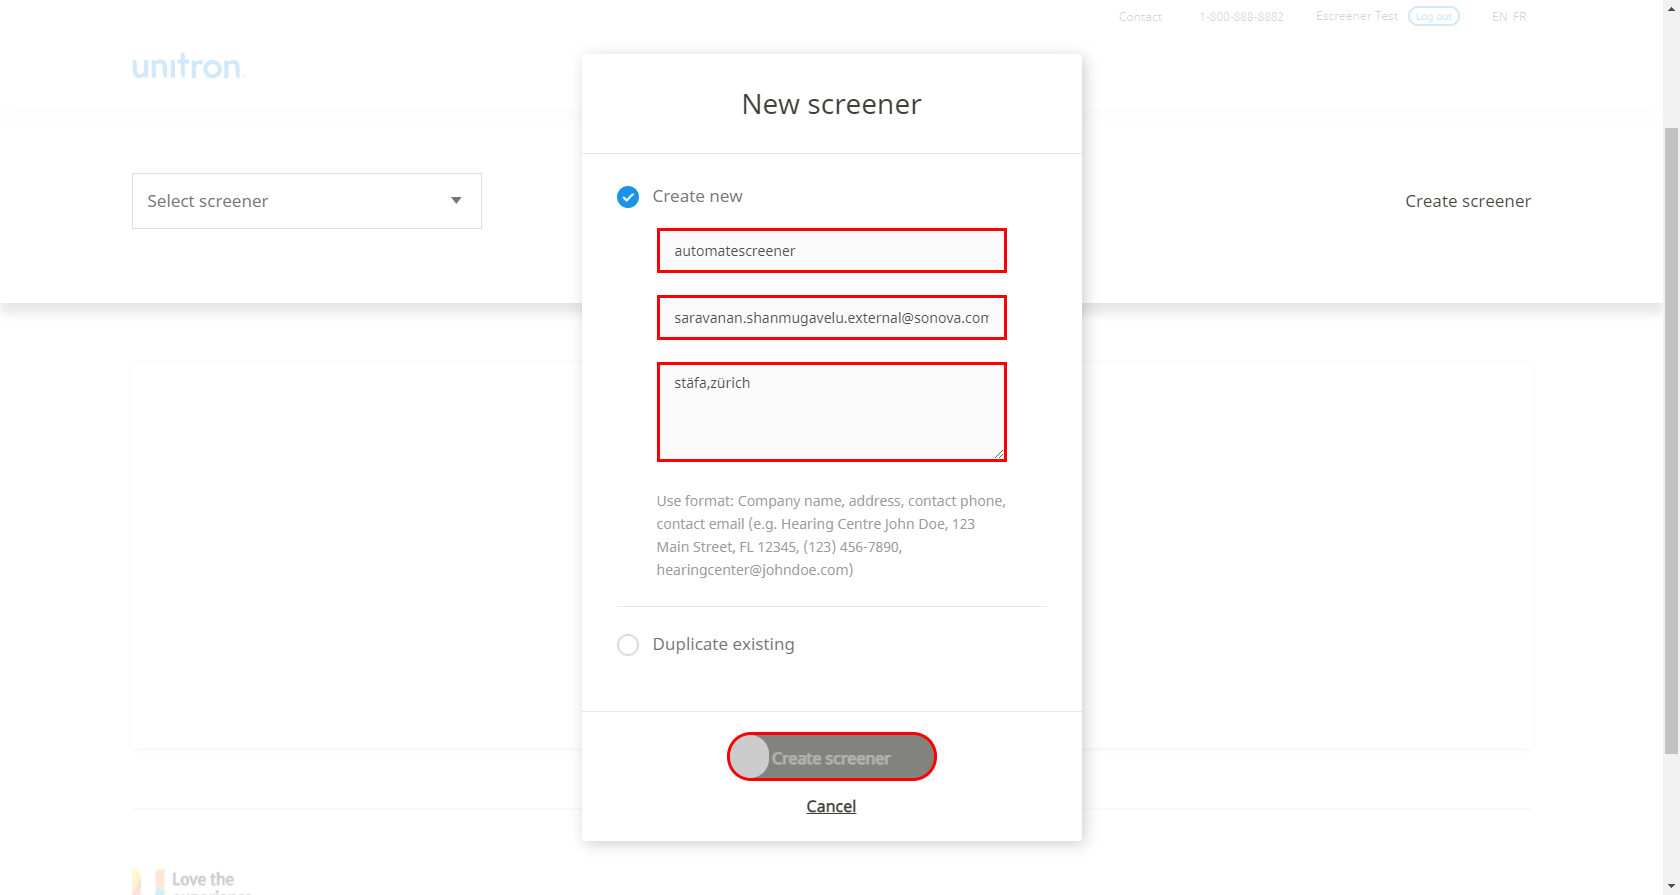 Contact 1-800-888-8882 Escreener Test Log out EN FR
unitron
New screener
Select screener
Create screener
Create new
automatescreener
saravanan.shanmugavelu.external@sonova.com
stäfa,zürich
Use format: Company name, address, contact phone,
contact email (e.g. Hearing Centre John Doe, 123
Main Street, FL 12345, (123) 456-7890,
hearingcenter@johndoe.com)
Duplicate existing
Create screener
Cancel
Love the
experience